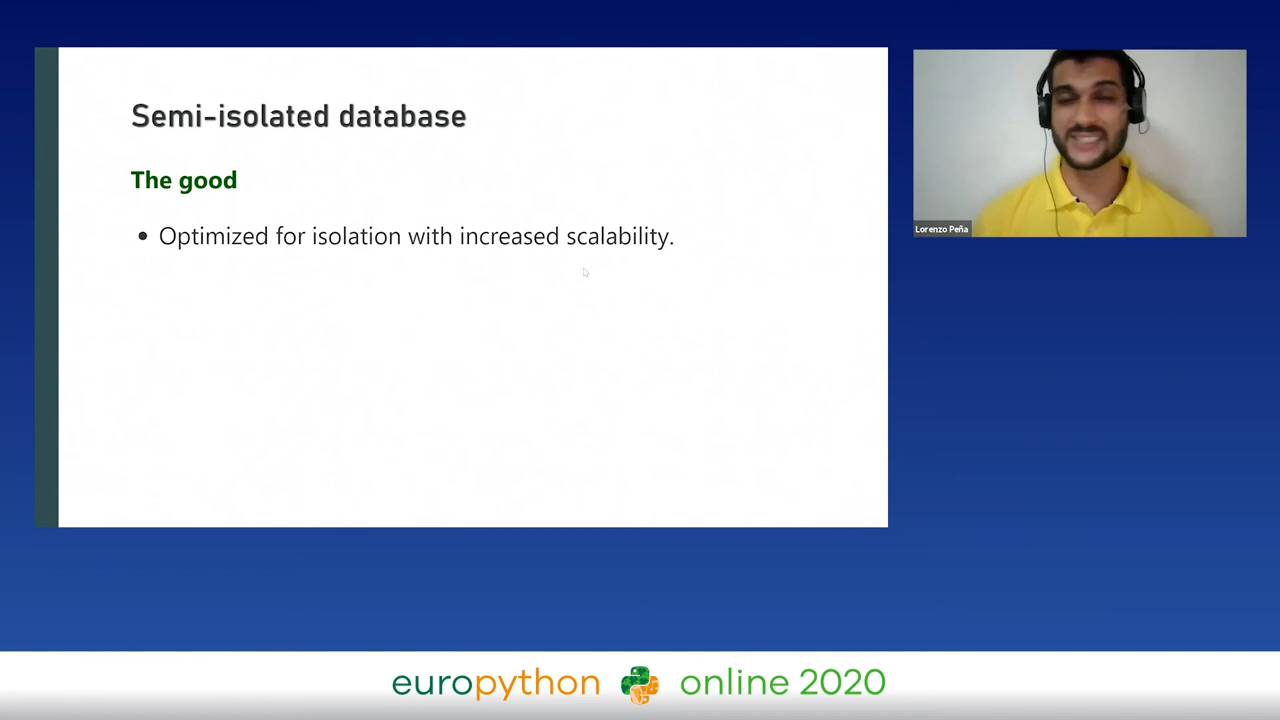 Semi-isolated database
The good
• Optimized for isolation with increased scalability.
Lorenzo Peña
europython online 2020